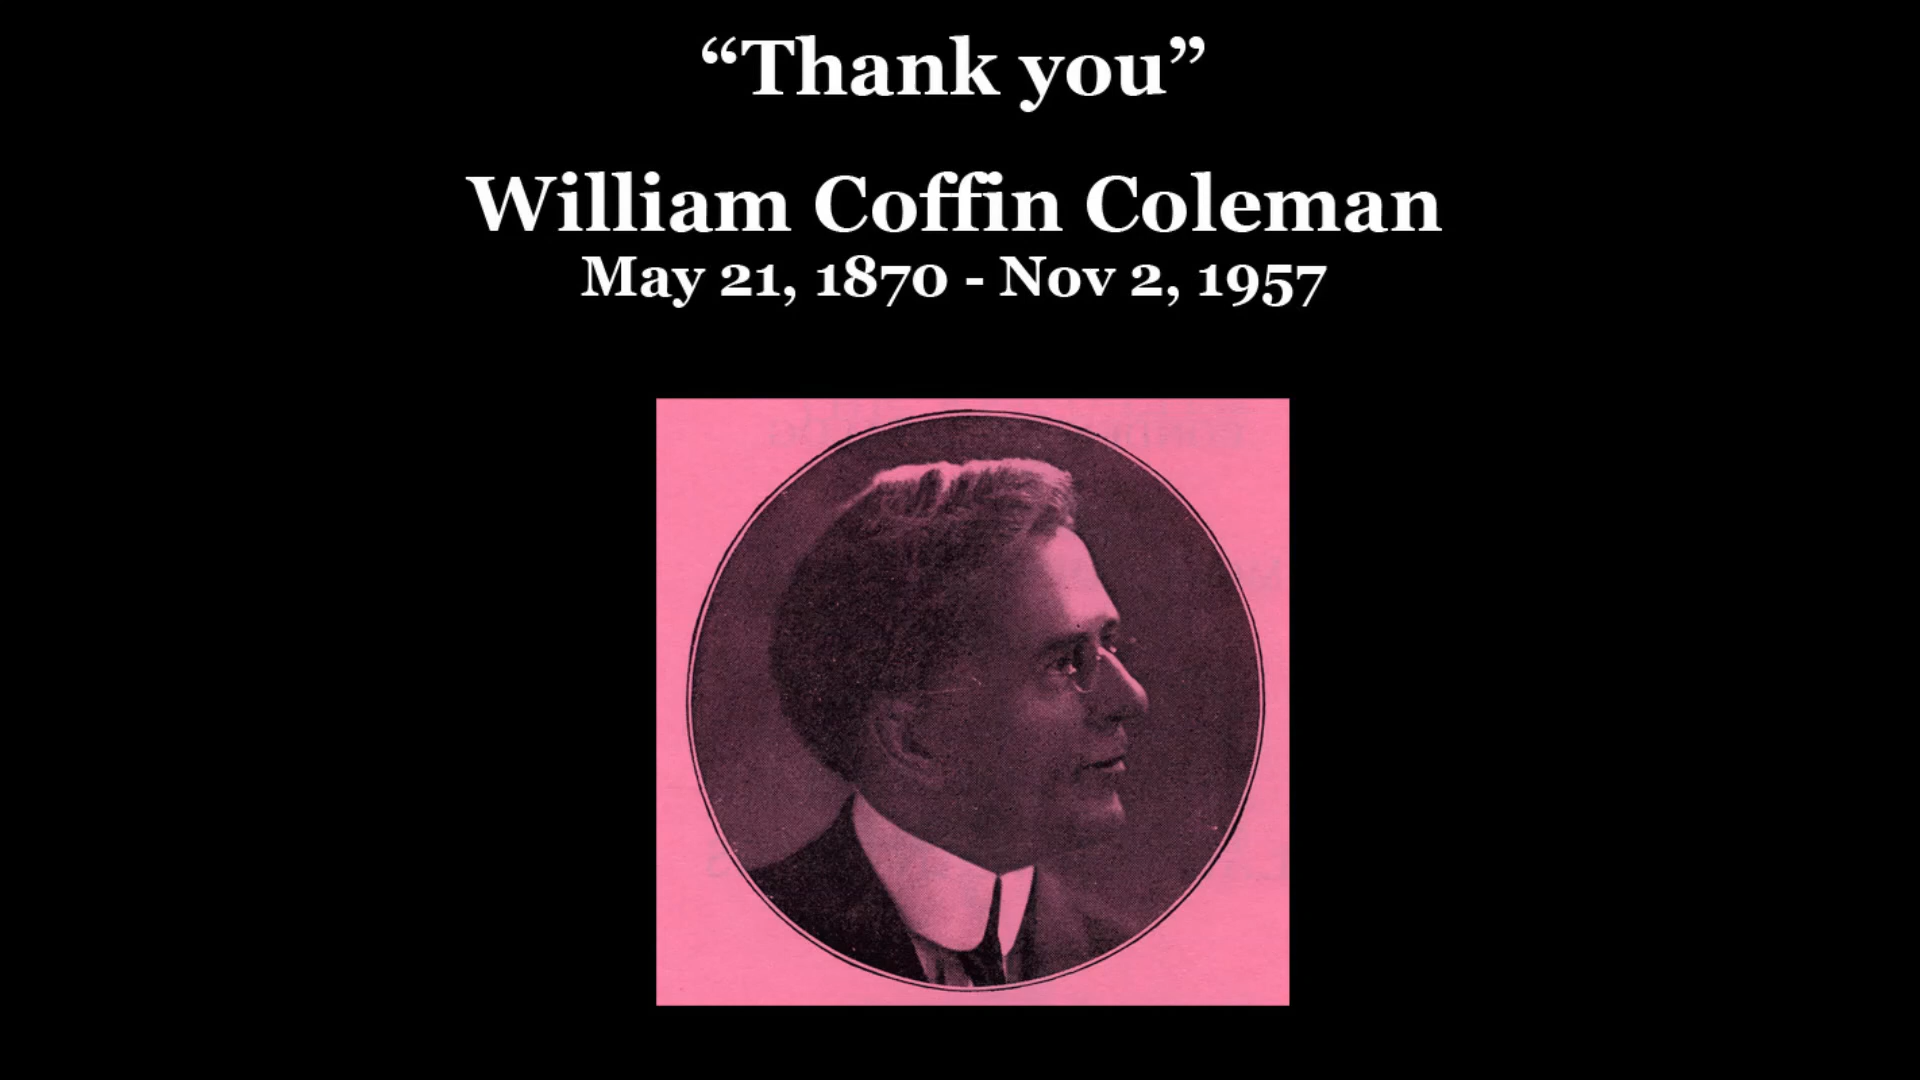 “Thank you”
William Coffin Coleman
May 21, 1870 - Nov 2, 1957